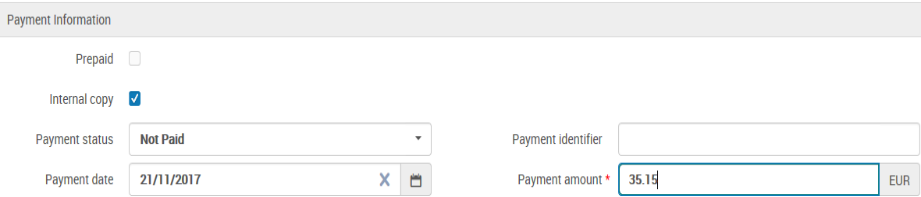 Payment Information
Prepaid
Internal copy
Payment status Not Paid Payment identifier
Payment date 21/11/2017 Payment amount * 35.15 EUR